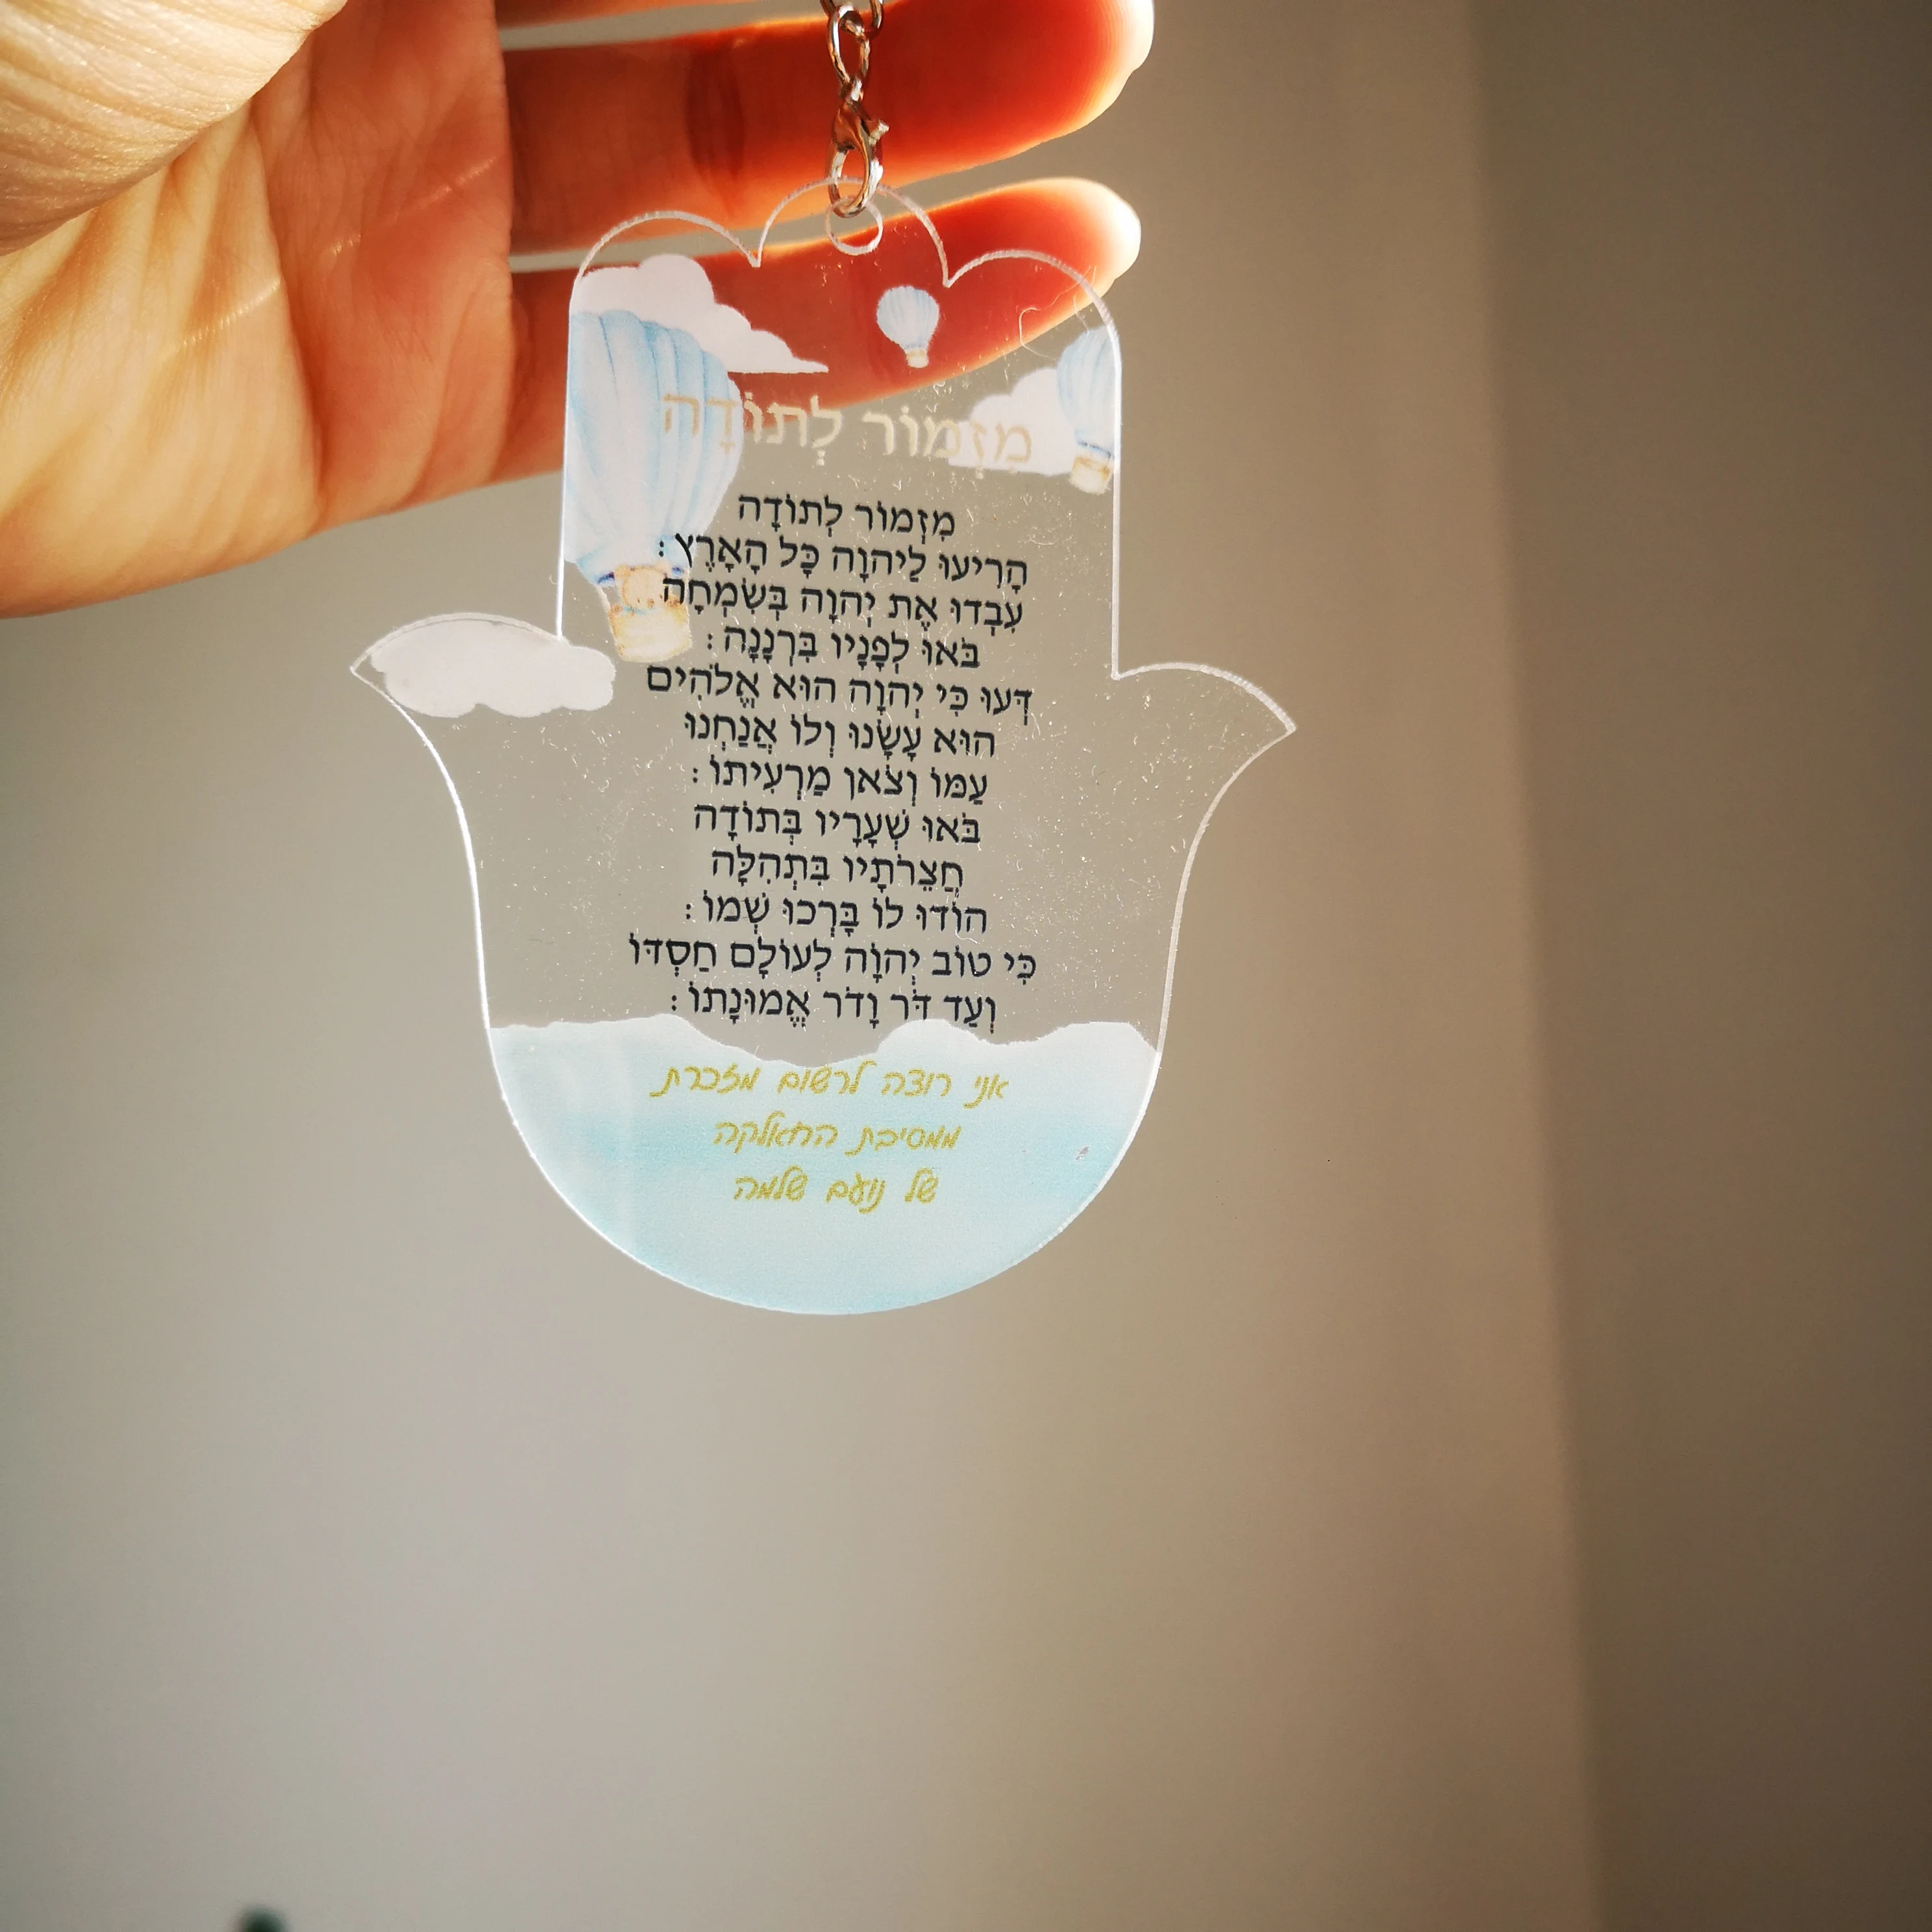 מִזְמוֹר לְתוֹדָה
מִזְמוֹר לְתוֹדָה
הָרִיעוּ לַיהוָה כָּל הָאָרֶץ:
עִבְדוּ אֶת יְהוָה בְּשִׂמְחָה
בֹּאוּ לְפָנָיו בִּרְנָנָה:
דְּעוּ כִּי יְהוָה הוּא אֱלֹהִים
הוּא עָשָׂנוּ וְלוֹ אֲנַחְנוּ
עַמּוֹ וְצֹאן מַרְעִיתוֹ:
בֹּאוּ שְׁעָרָיו בְּתוֹדָה
חֲצֵרֹתָיו בִּתְהִלָּה
הוֹדוּ לוֹ בָּרְכוּ שְׁמוֹ:
כִּי טוֹב יְהוָה לְעוֹלָם חַסְדּוֹ
וְעַד דֹּר וָדֹר אֱמוּנָתוֹ:
אני רוצה לרשום מזכרת
ממסיבת החאלקה
של נועם שלמה